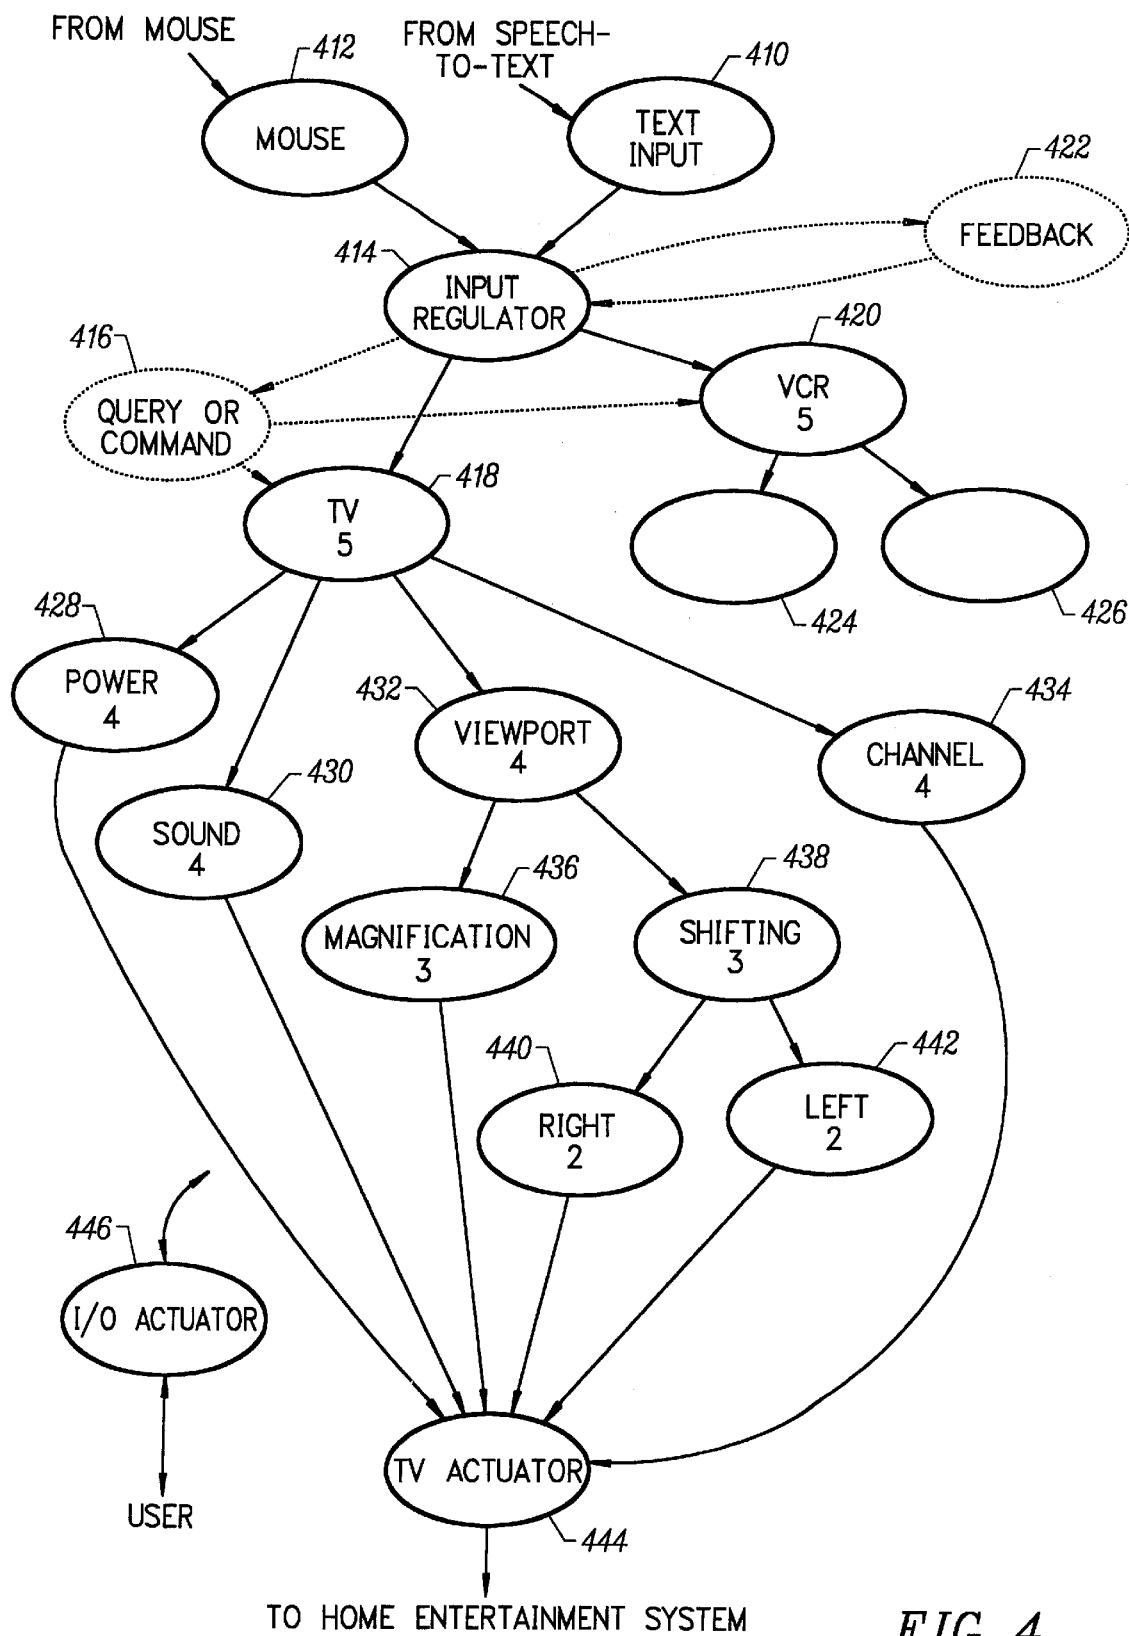 FROM MOUSE
412
FROM SPEECH-
TO-TEXT
410
MOUSE
TEXT
INPUT
422
FEEDBACK
414
INPUT
REGULATOR
416
420
QUERY OR
COMMAND
VCR
5
418
TV
5
424
426
428
POWER
4
432
VIEWPORT
4
434
CHANNEL
4
430
SOUND
4
436
MAGNIFICATION
3
438
SHIFTING
3
440
RIGHT
2
442
LEFT
2
446
I/O ACTUATOR
USER
TV ACTUATOR
444
TO HOME ENTERTAINMENT SYSTEM
FIG. 4